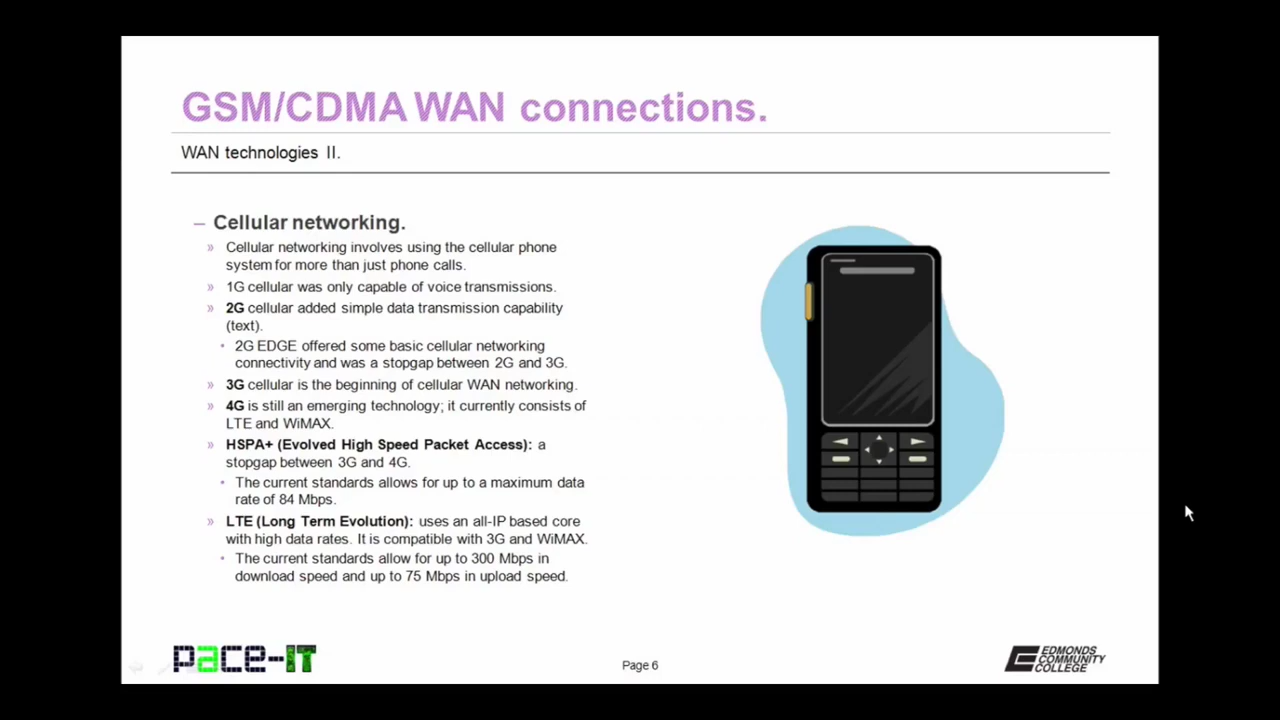 GSM/CDMA WAN connections.
WAN technologies II.
– Cellular networking.
» Cellular networking involves using the cellular phone
system for more than just phone calls.
» 1G cellular was only capable of voice transmissions.
» 2G cellular added simple data transmission capability
(text).
• 2G EDGE offered some basic cellular networking
connectivity and was a stopgap between 2G and 3G.
» 3G cellular is the beginning of cellular WAN networking.
» 4G is still an emerging technology; it currently consists of
LTE and WiMAX.
» HSPA+ (Evolved High Speed Packet Access): a
stopgap between 3G and 4G.
• The current standards allows for up to a maximum data
rate of 84 Mbps.
» LTE (Long Term Evolution): uses an all-IP based core
with high data rates. It is compatible with 3G and WiMAX.
• The current standards allow for up to 300 Mbps in
download speed and up to 75 Mbps in upload speed.
pace-IT
Page 6
EDMONDS
COMMUNITY
COLLEGE